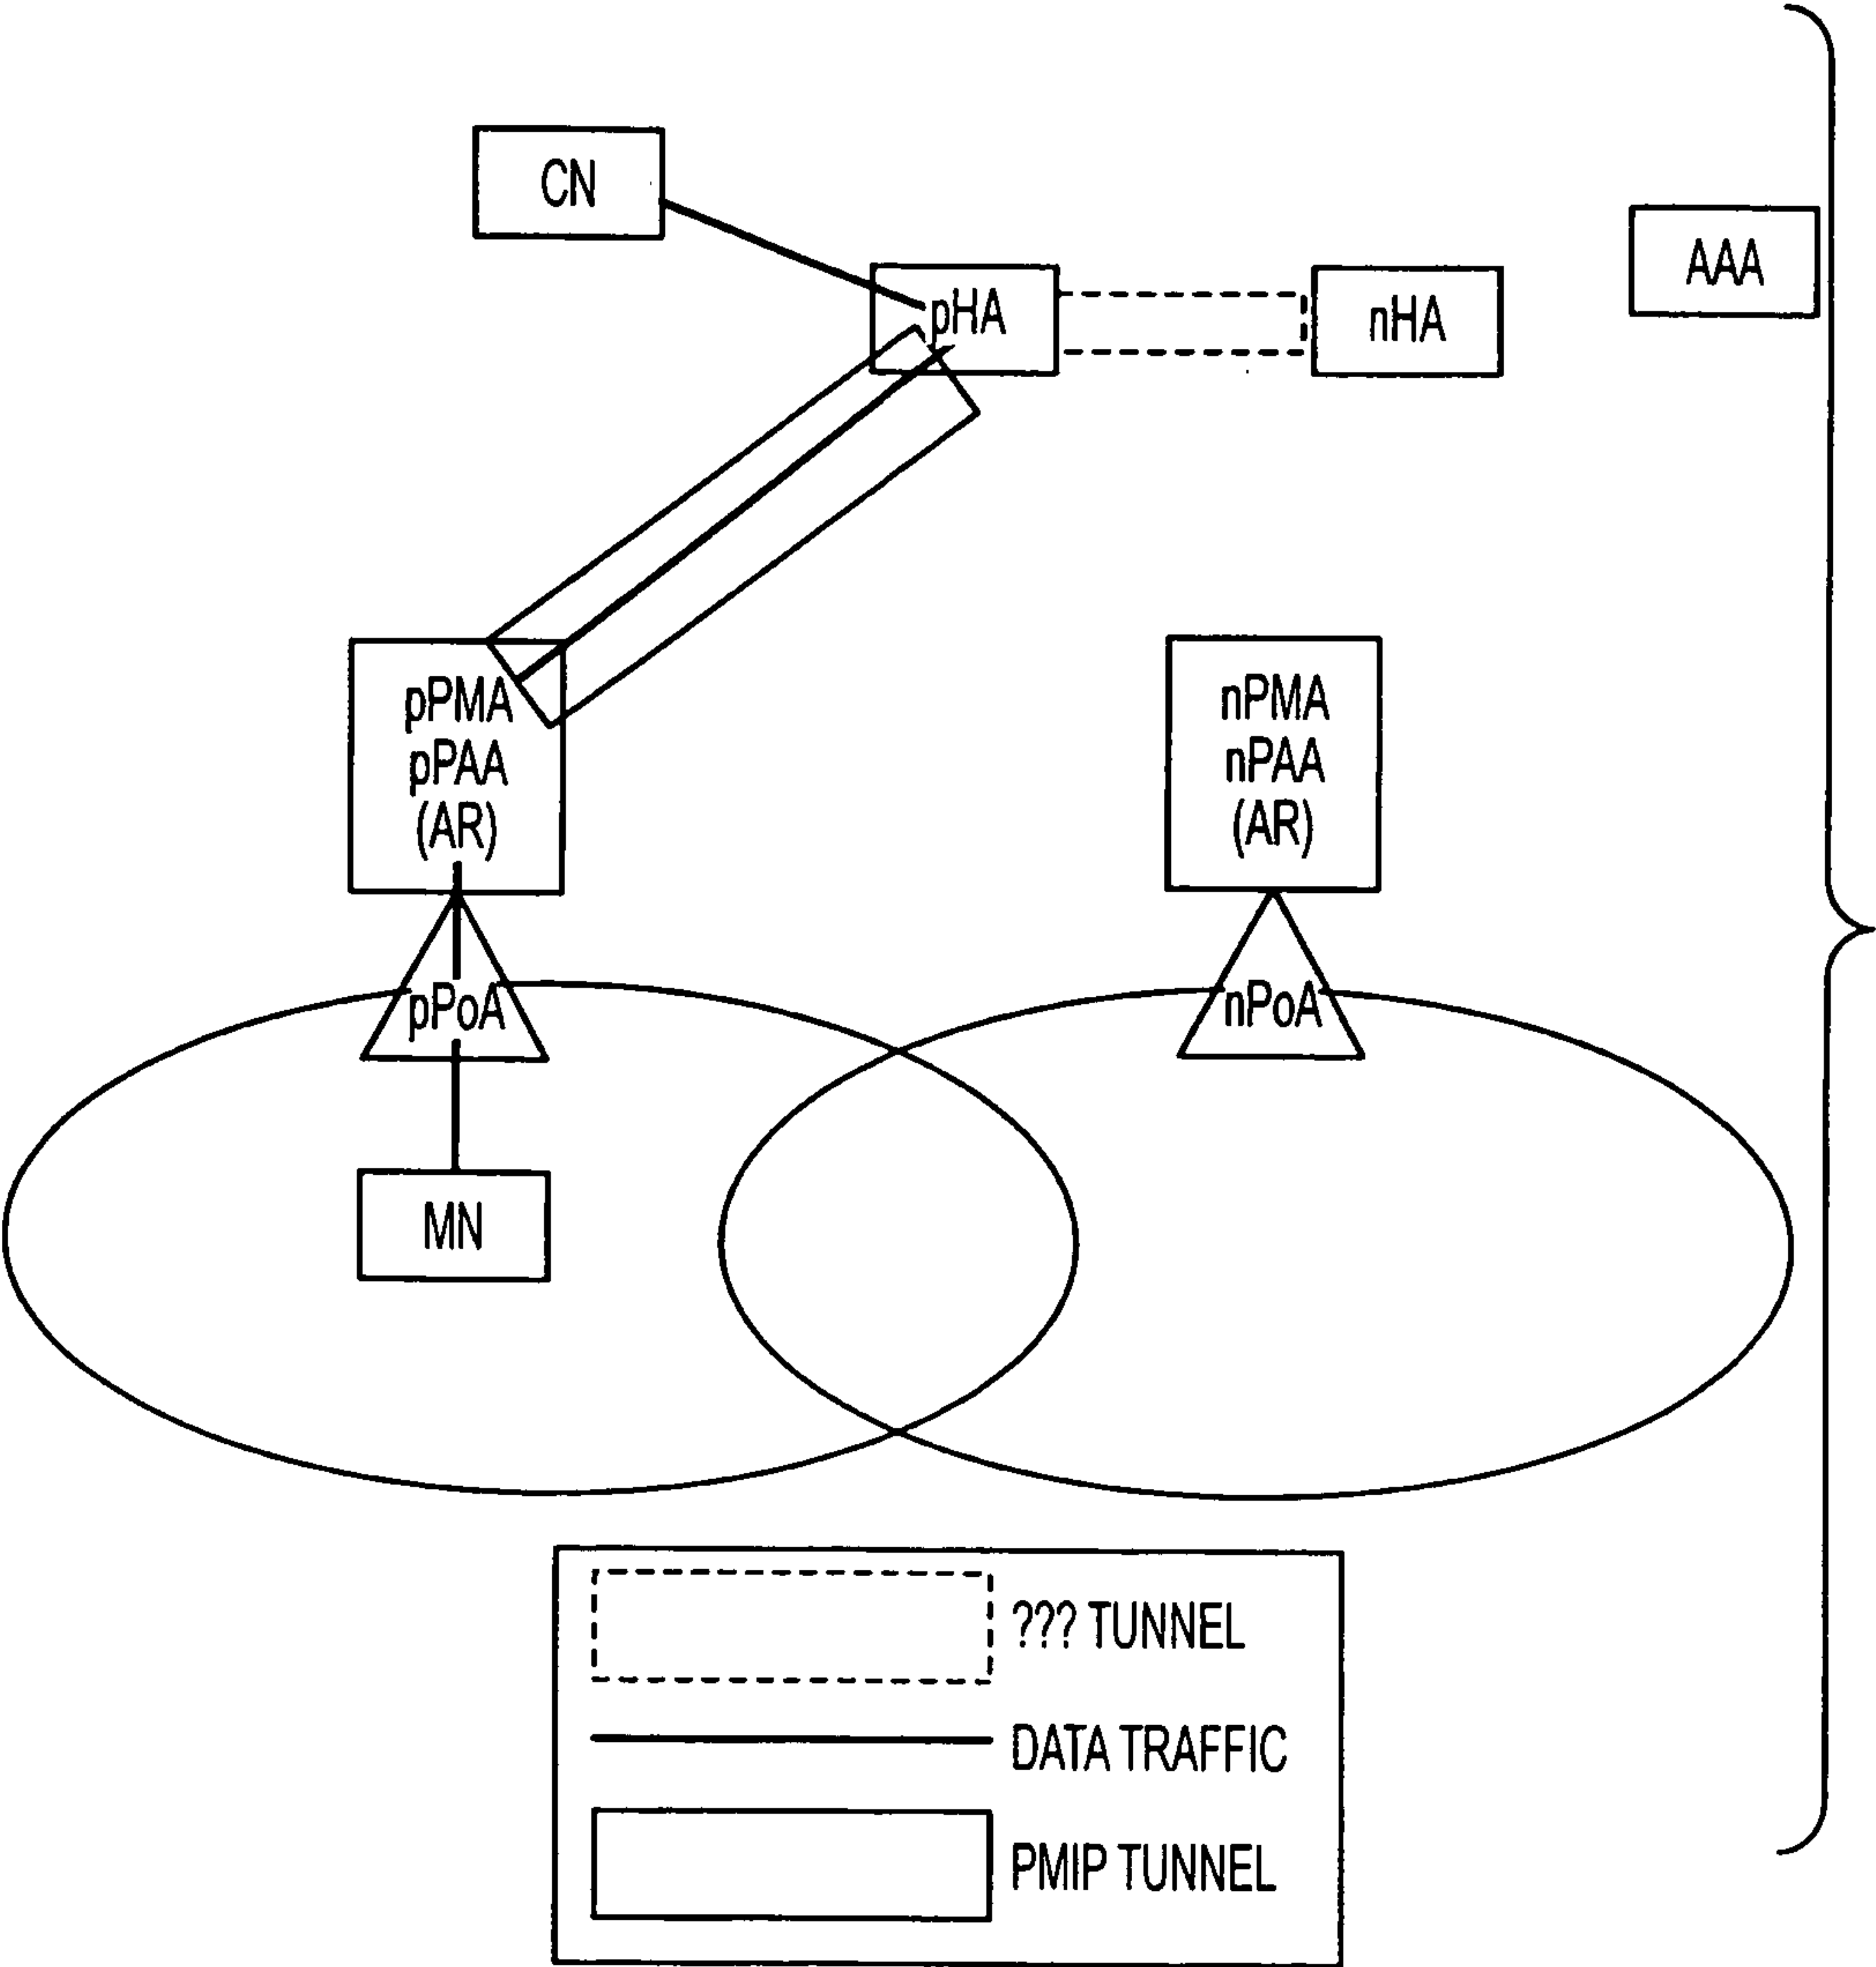 CN
AAA
pHA
nHA
pPMA
pPAA
(AR)
nPMA
nPAA
(AR)
pPoA
nPoA
MN
??? TUNNEL
DATA TRAFFIC
PMIP TUNNEL